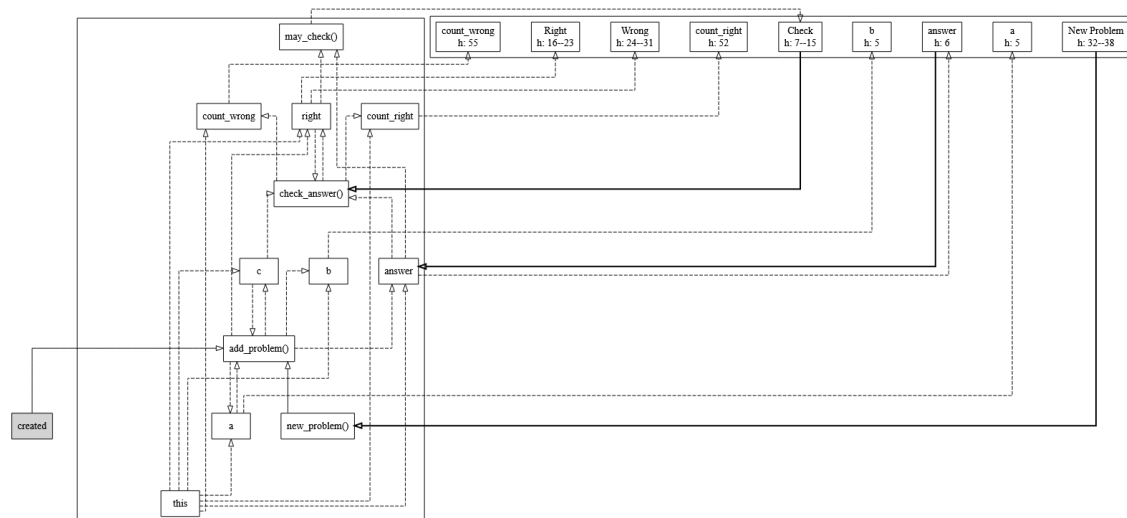 may_check()
count_wrong
h: 55
Right
h: 16--23
Wrong
h: 24--31
count_right
h: 52
Check
h: 7--15
b
h: 5
answer
h: 6
a
h: 5
New Problem
h: 32--38
count_wrong
right
count_right
check_answer()
c
b
answer
add_problem()
created
a
new_problem()
this